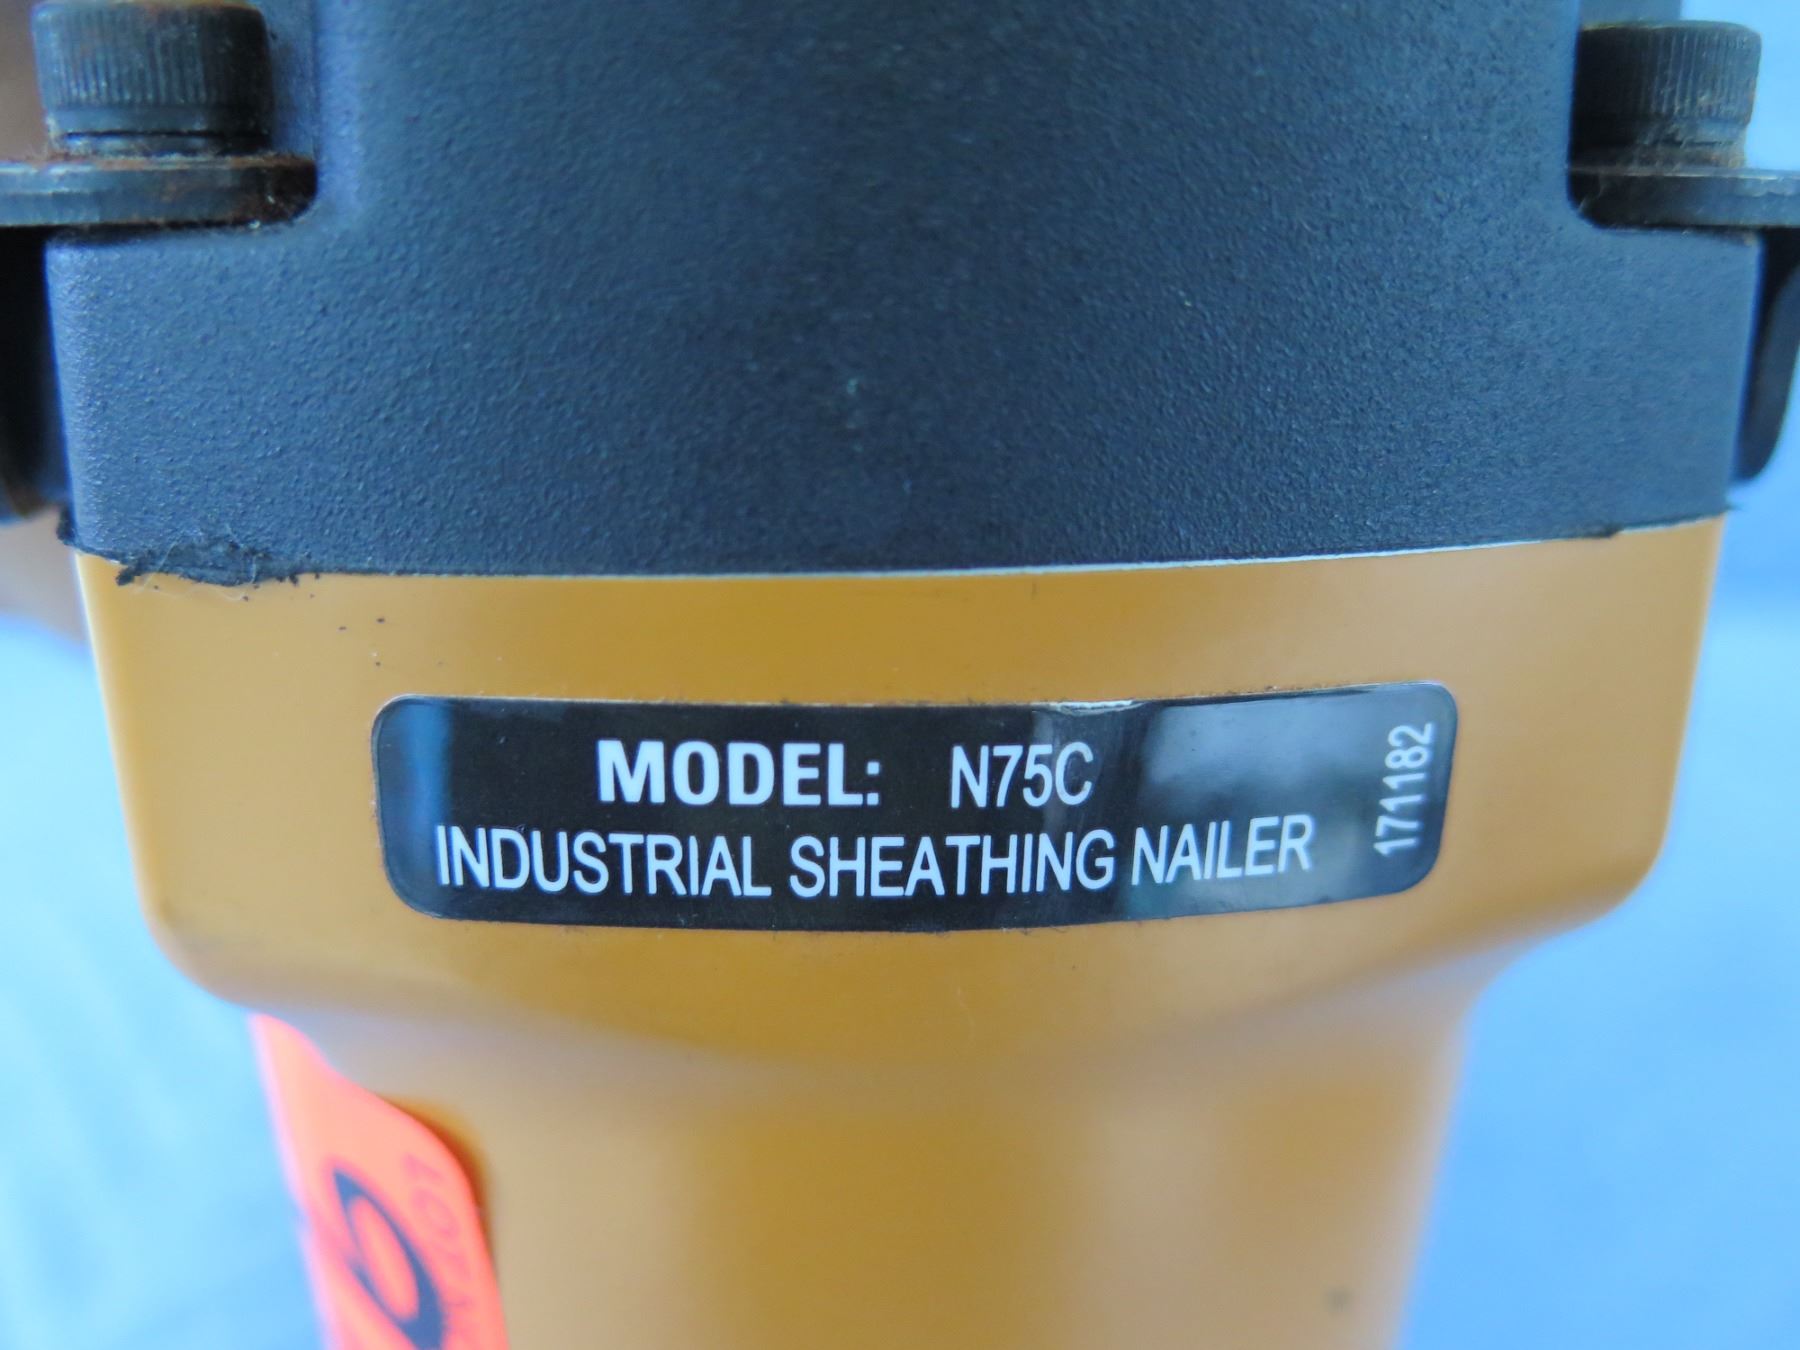 MODEL: N75C
INDUSTRIAL SHEATHING NAILER
171182